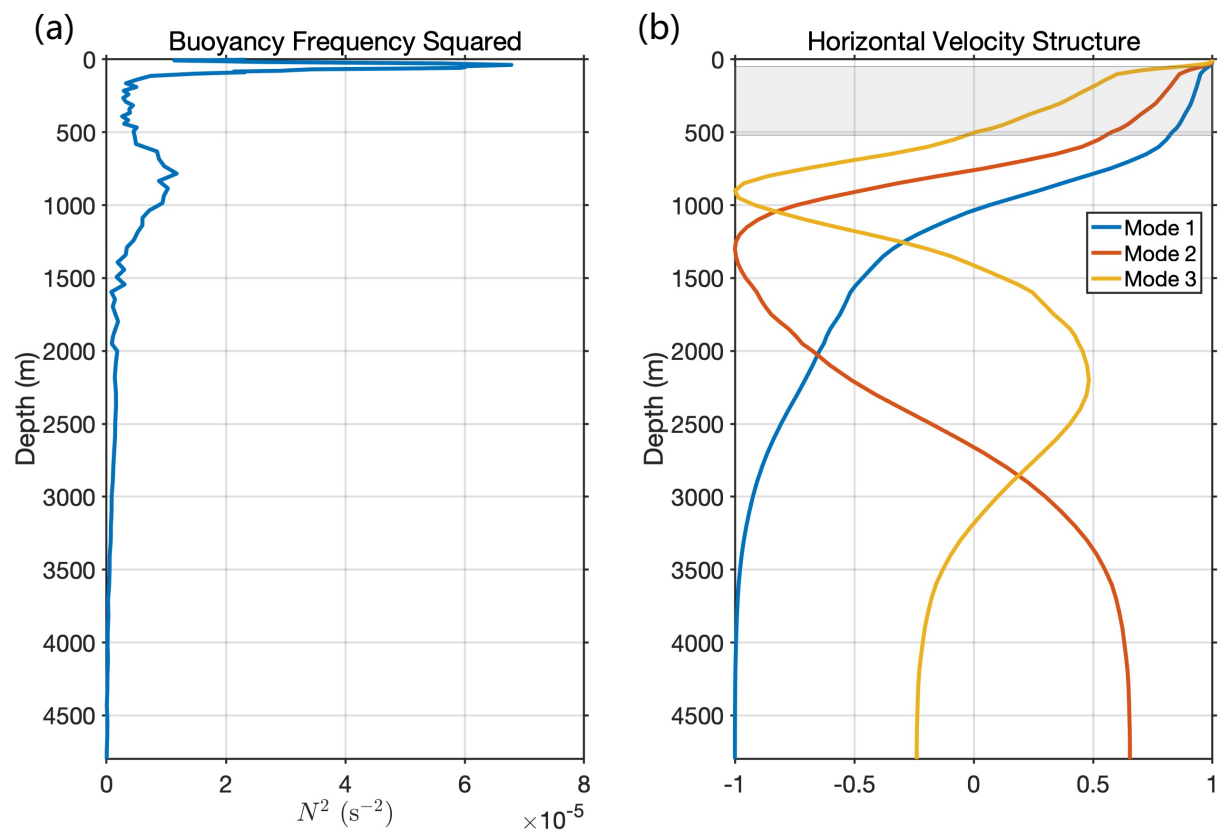 (a)
Buoyancy Frequency Squared
0
500
1000
1500
2000
2500
3000
3500
4000
4500
Depth (m)
0 2 4 6 8
N² (s⁻²)
×10⁻⁵
(b)
Horizontal Velocity Structure
0
500
1000
1500
2000
2500
3000
3500
4000
4500
Depth (m)
Mode 1
Mode 2
Mode 3
-1 -0.5 0 0.5 1